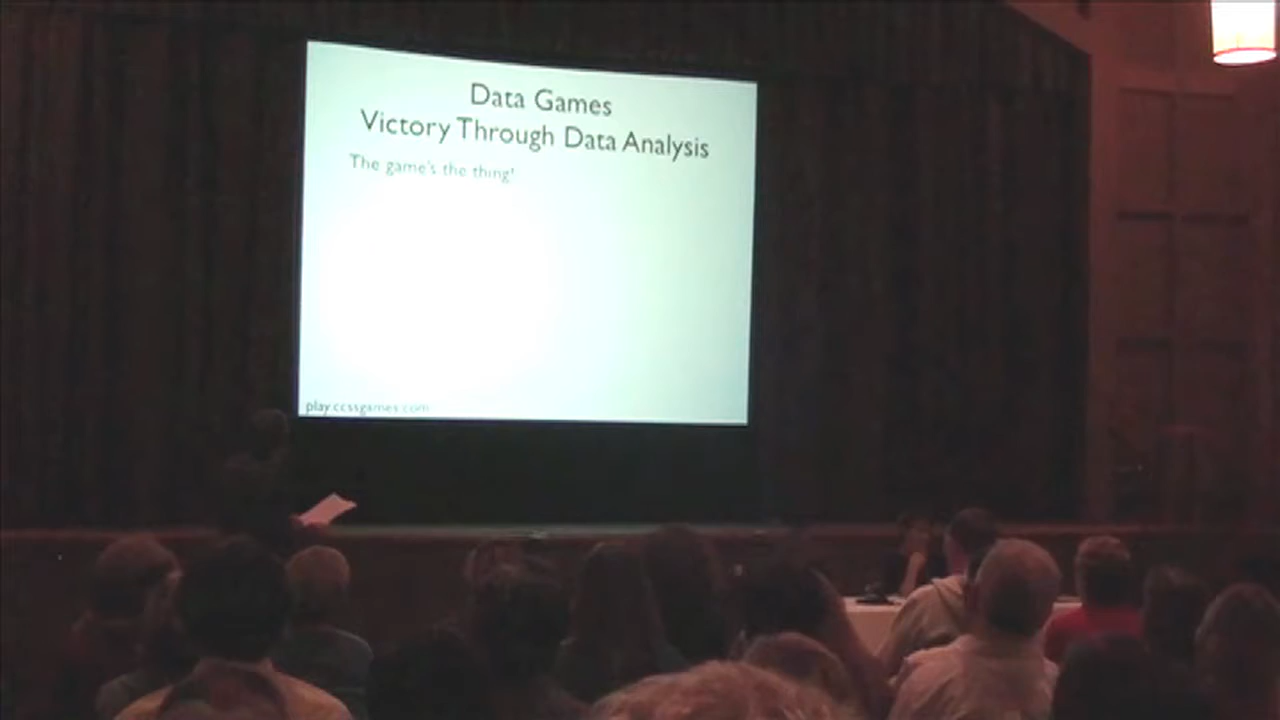 Data Games
Victory Through Data Analysis
The game's the thing!
play.ccssgames.com